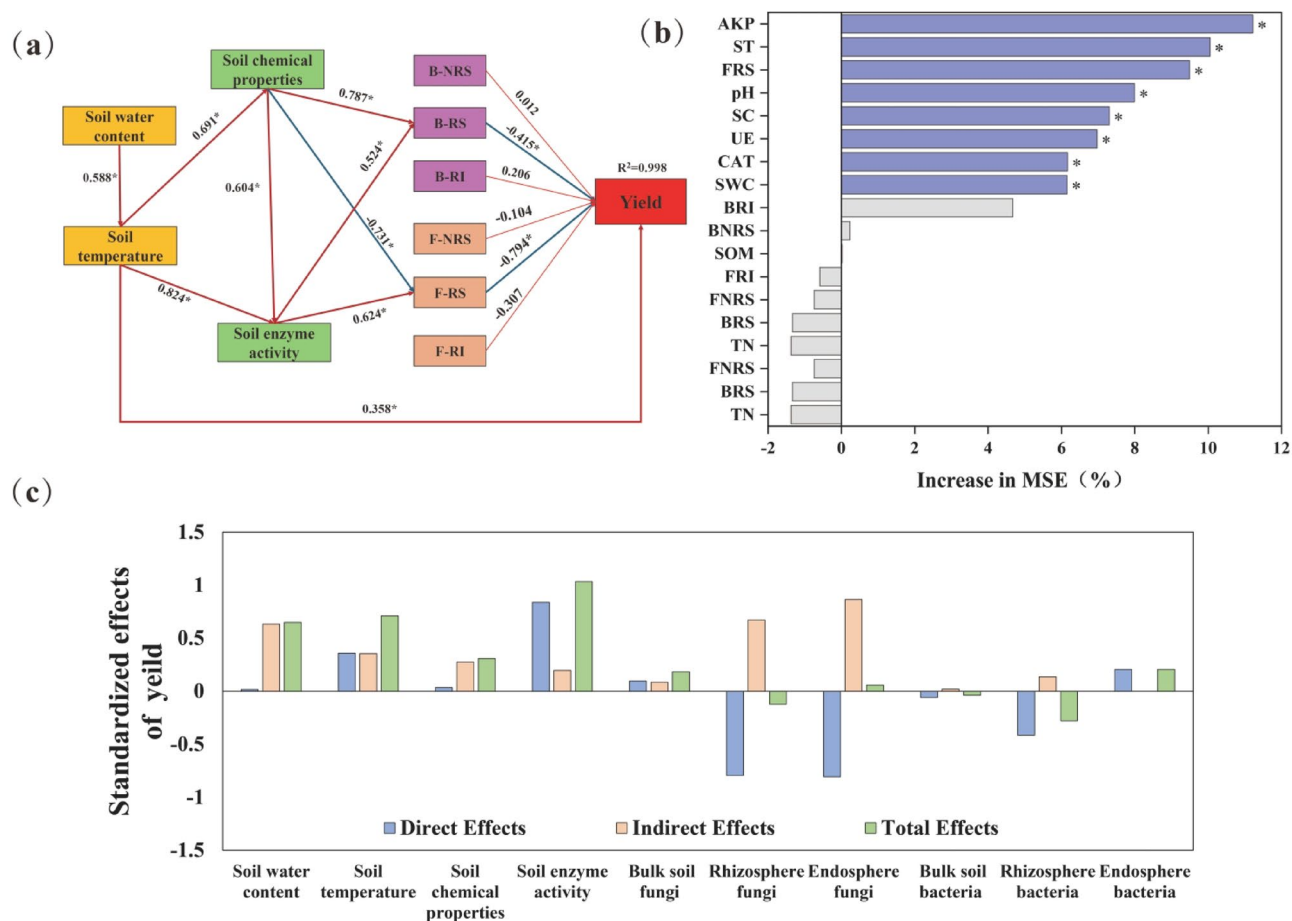 (a)
Soil chemical
properties
Soil water
content
Soil
temperature
Soil enzyme
activity
B-NRS
B-RS
B-RI
F-NRS
F-RS
F-RI
R²=0.998
Yield
0.588*
0.691*
0.604*
0.824*
0.787*
0.524*
-0.731*
0.624*
0.012
-0.415*
0.206
-0.104
-0.794*
-0.307
0.358*
(b)
AKP
ST
FRS
pH
SC
UE
CAT
SWC
BRI
BNRS
SOM
FRI
FNRS
BRS
TN
FNRS
BRS
TN
*
*
*
*
*
*
*
*
-2 0 2 4 6 8 10 12
Increase in MSE（%）
(c)
Standardized effects
of yeild
1.5
1
0.5
0
-0.5
-1
-1.5
Direct Effects Indirect Effects Total Effects
Soil water
content
Soil
temperature
Soil
chemical
properties
Soil enzyme
activity
Bulk soil
fungi
Rhizosphere
fungi
Endosphere
fungi
Bulk soil
bacteria
Rhizosphere
bacteria
Endosphere
bacteria